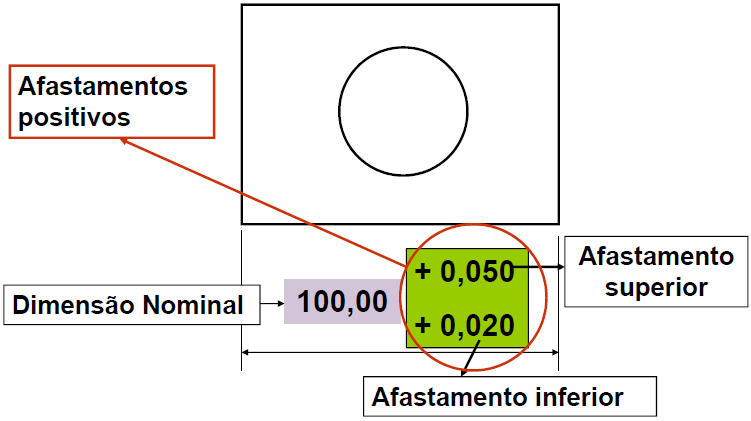 Afastamentos
positivos
+ 0,050
Afastamento
superior
Dimensão Nominal
100,00
+ 0,020
Afastamento inferior